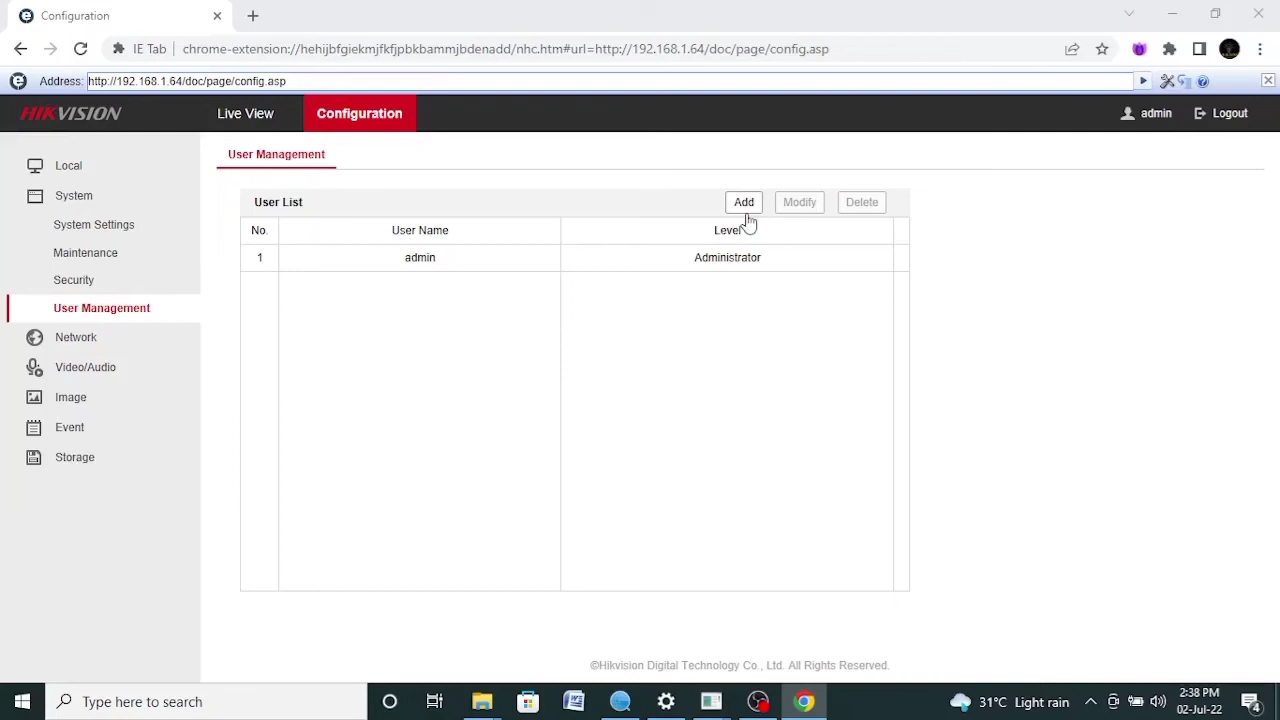 Configuration
IE Tab chrome-extension://hehijbfgiekmjfkfjpbkbammjbdenadd/nhc.htm#url=http://192.168.1.64/doc/page/config.asp
Address: http://192.168.1.64/doc/page/config.asp
HIKVISION Live View Configuration admin Logout
Local
System
System Settings
Maintenance
Security
User Management
Network
Video/Audio
Image
Event
Storage
User Management
User List Add Modify Delete
No. User Name Level
1 admin Administrator
©Hikvision Digital Technology Co., Ltd. All Rights Reserved.
Type here to search
31°C Light rain
2:38 PM
02-Jul-22
4